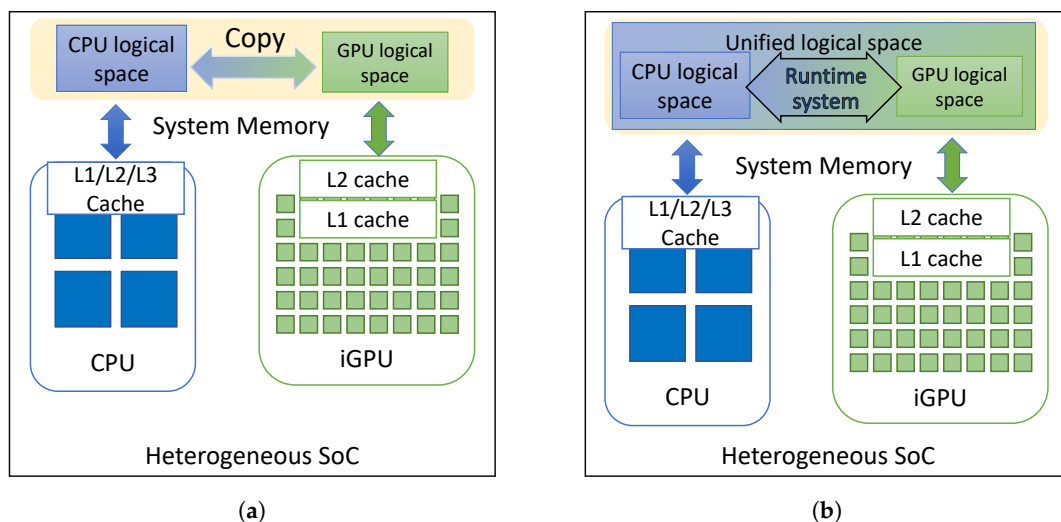 CPU logical
space
Copy
GPU logical
space
System Memory
L1/L2/L3
Cache
L2 cache
L1 cache
CPU
iGPU
Heterogeneous SoC
(a)
Unified logical space
CPU logical
space
Runtime
system
GPU logical
space
System Memory
L1/L2/L3
Cache
L2 cache
L1 cache
CPU
iGPU
Heterogeneous SoC
(b)